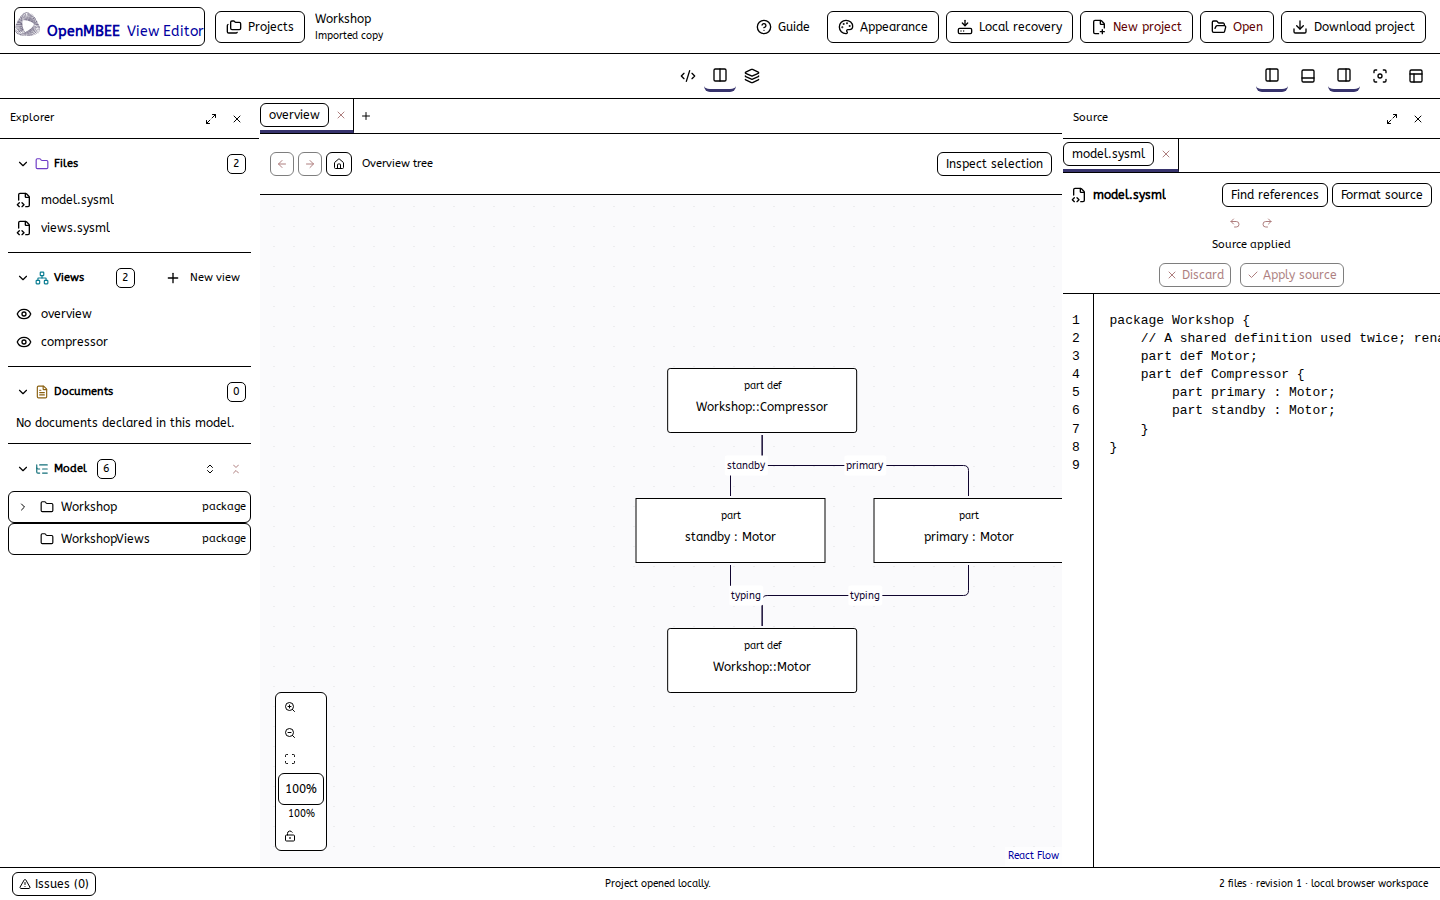 OpenMBEE View Editor
Projects
Workshop
Imported copy
Guide
Appearance
Local recovery
New project
Open
Download project
Explorer
Files
2
model.sysml
views.sysml
Views
2
New view
overview
compressor
Documents
0
No documents declared in this model.
Model
6
Workshop
package
WorkshopViews
package
overview
Overview tree
Inspect selection
part def
Workshop::Compressor
standby
primary
part
standby : Motor
part
primary : Motor
typing
typing
part def
Workshop::Motor
100%
100%
React Flow
Source
model.sysml
model.sysml
Find references
Format source
Source applied
Discard
Apply source
1 package Workshop {
2 // A shared definition used twice; rena
3 part def Motor;
4 part def Compressor {
5 part primary : Motor;
6 part standby : Motor;
7 }
8 }
9
Issues (0)
Project opened locally.
2 files · revision 1 · local browser workspace